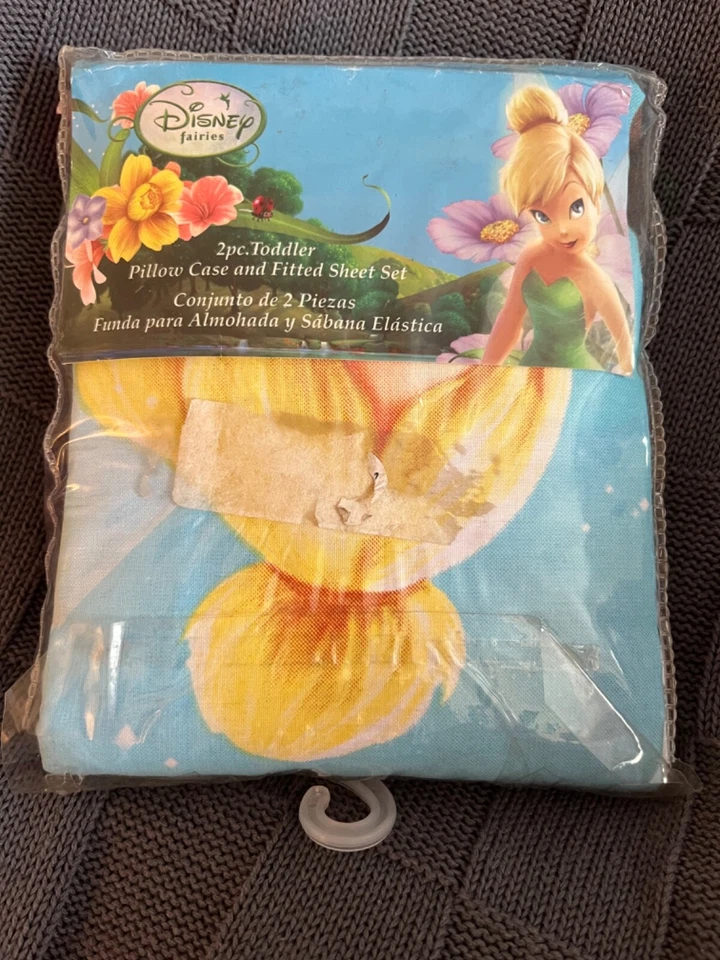 Disney
fairies
2pc.Toddler
Pillow Case and Fitted Sheet Set
Conjunto de 2 Piezas
Funda para Almohada y Sábana Elástica